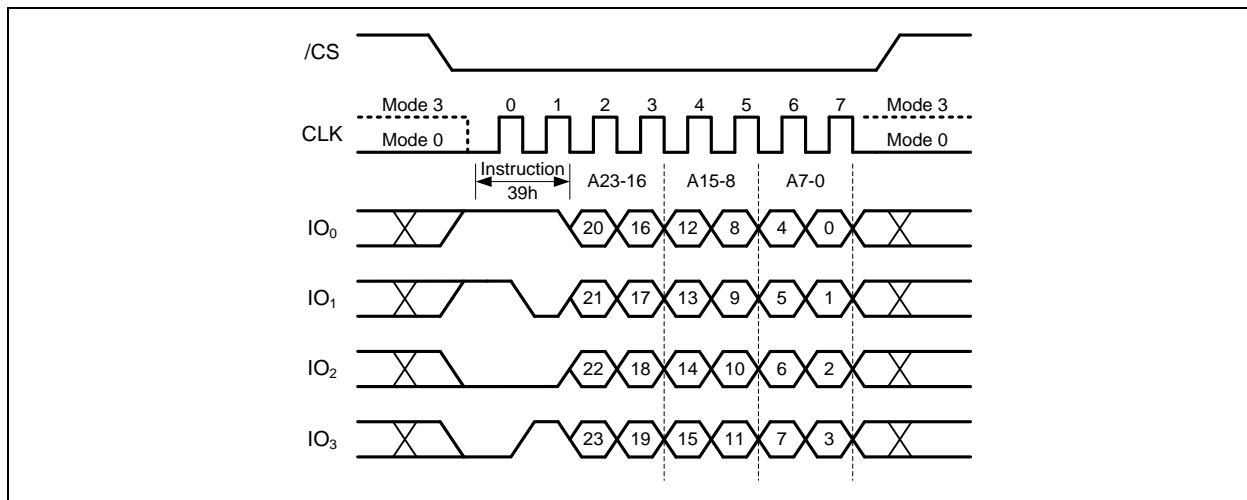 /CS
Mode 3 0 1 2 3 4 5 6 7 Mode 3
CLK
Mode 0 Mode 0
Instruction
39h A23-16 A15-8 A7-0
IO0 20 16 12 8 4 0
IO1 21 17 13 9 5 1
IO2 22 18 14 10 6 2
IO3 23 19 15 11 7 3